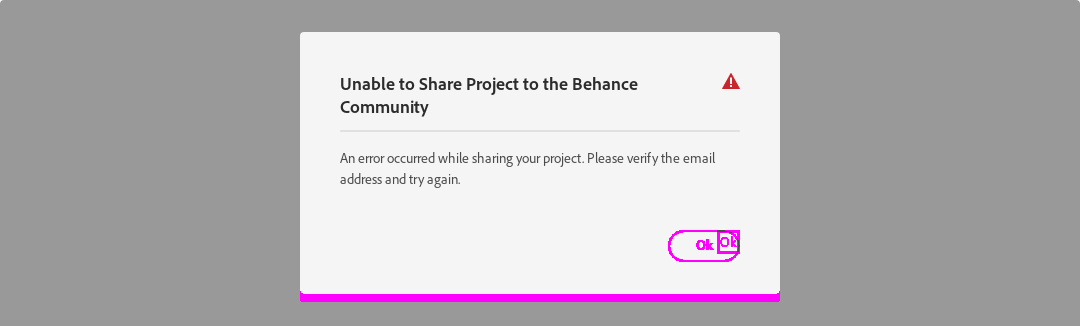 Unable to Share Project to the Behance
Community
An error occurred while sharing your project. Please verify the email
address and try again.
Ok Ok